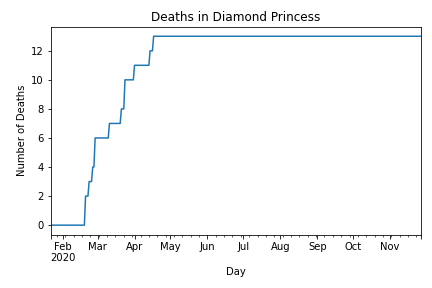 Deaths in Diamond Princess
Number of Deaths
12
10
8
6
4
2
0
Feb Mar Apr May Jun Jul Aug Sep Oct Nov
2020
Day